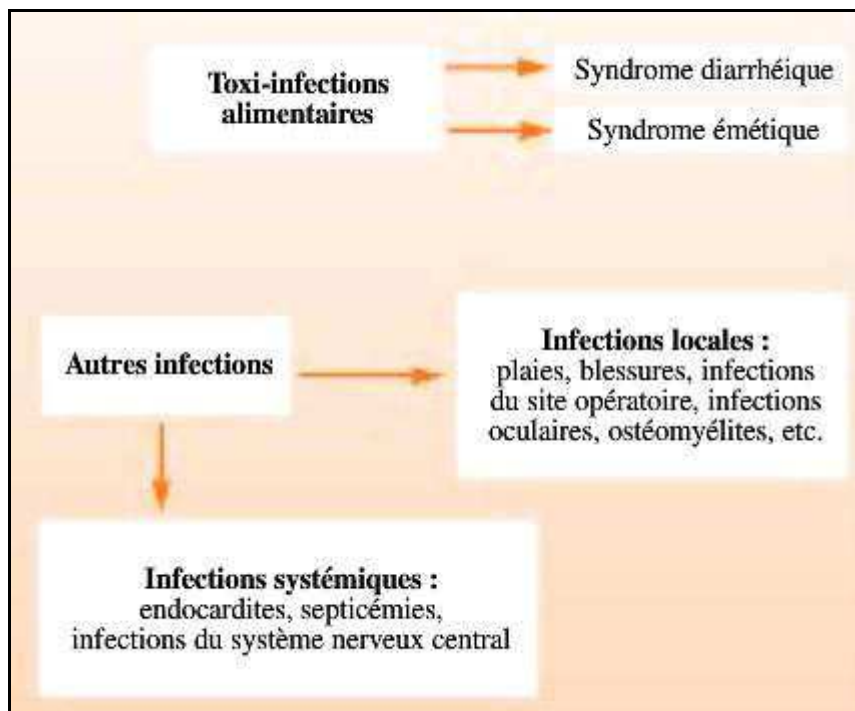 Toxi-infections
alimentaires
Syndrome diarrhéique
Syndrome émétique
Autres infections
Infections locales :
plaies, blessures, infections
du site opératoire, infections
oculaires, ostéomyélites, etc.
Infections systémiques :
endocardites, septicémies,
infections du système nerveux central